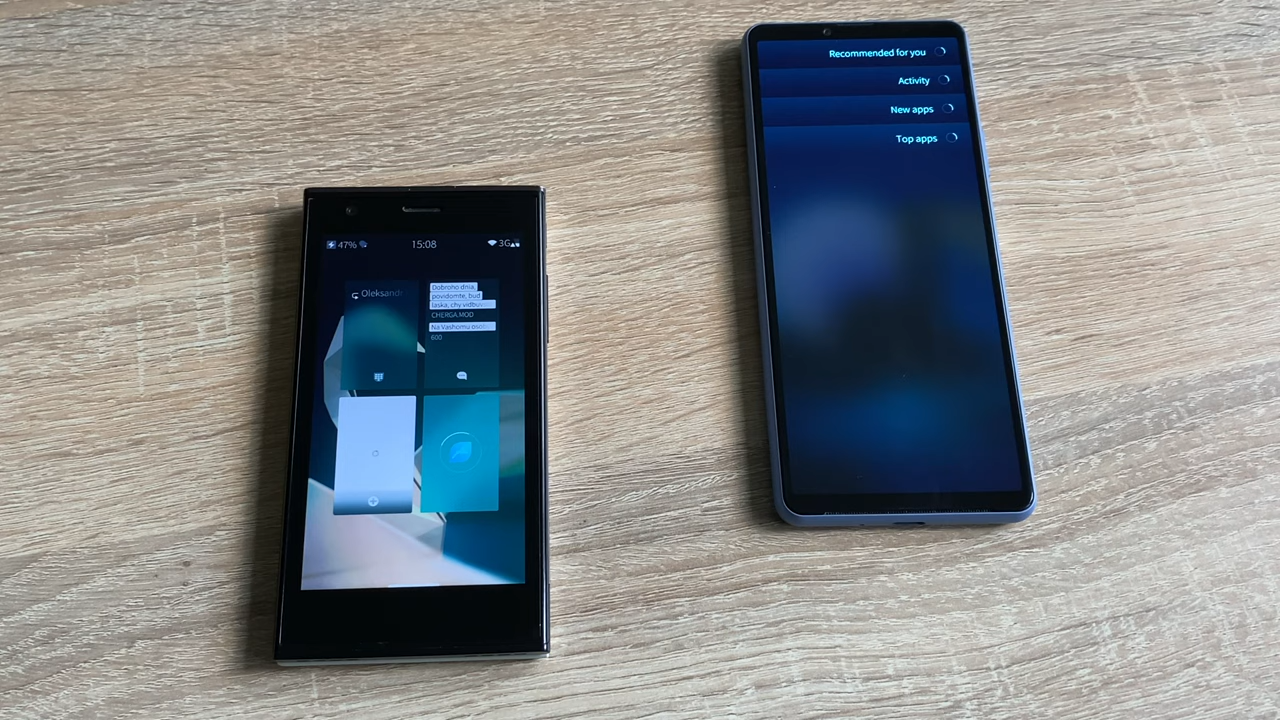 47%
15:08
3G
Oleksand
Dobroho dnia,
povidomte, bud
laska, chy vidbu
CHERGA.MOD
Na Vashomu osob
600
Recommended for you
Activity
New apps
Top apps